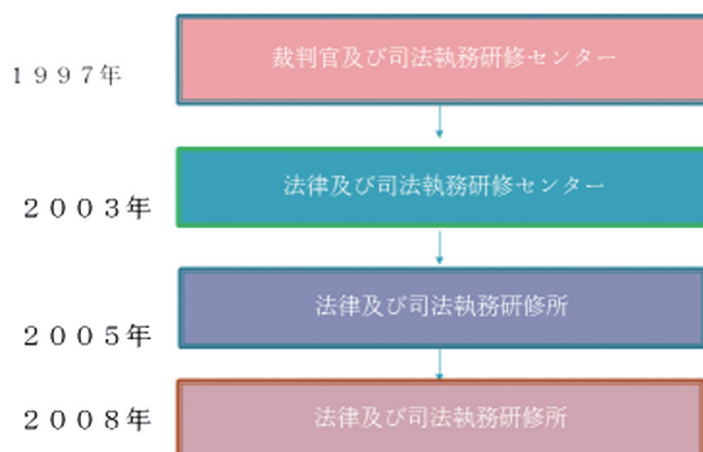 １９９７年
裁判官及び司法執務研修センター
２００３年
法律及び司法執務研修センター
２００５年
法律及び司法執務研修所
２００８年
法律及び司法執務研修所